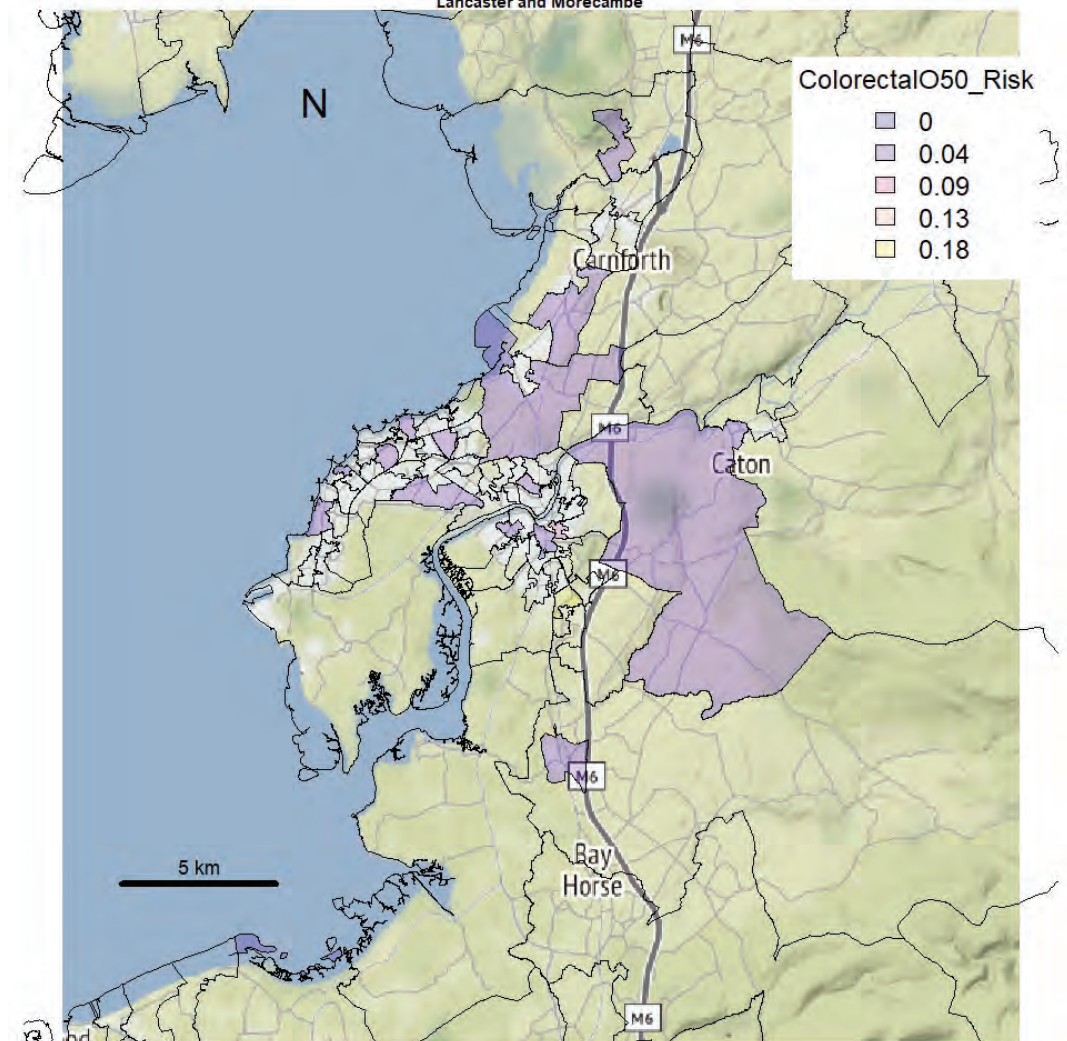 Lancaster and Morecambe
M6
ColorectalO50_Risk
N
0
0.04
0.09
0.13
0.18
Carnforth
M6
Caton
M6
M6
5 km
Bay
Horse
M6